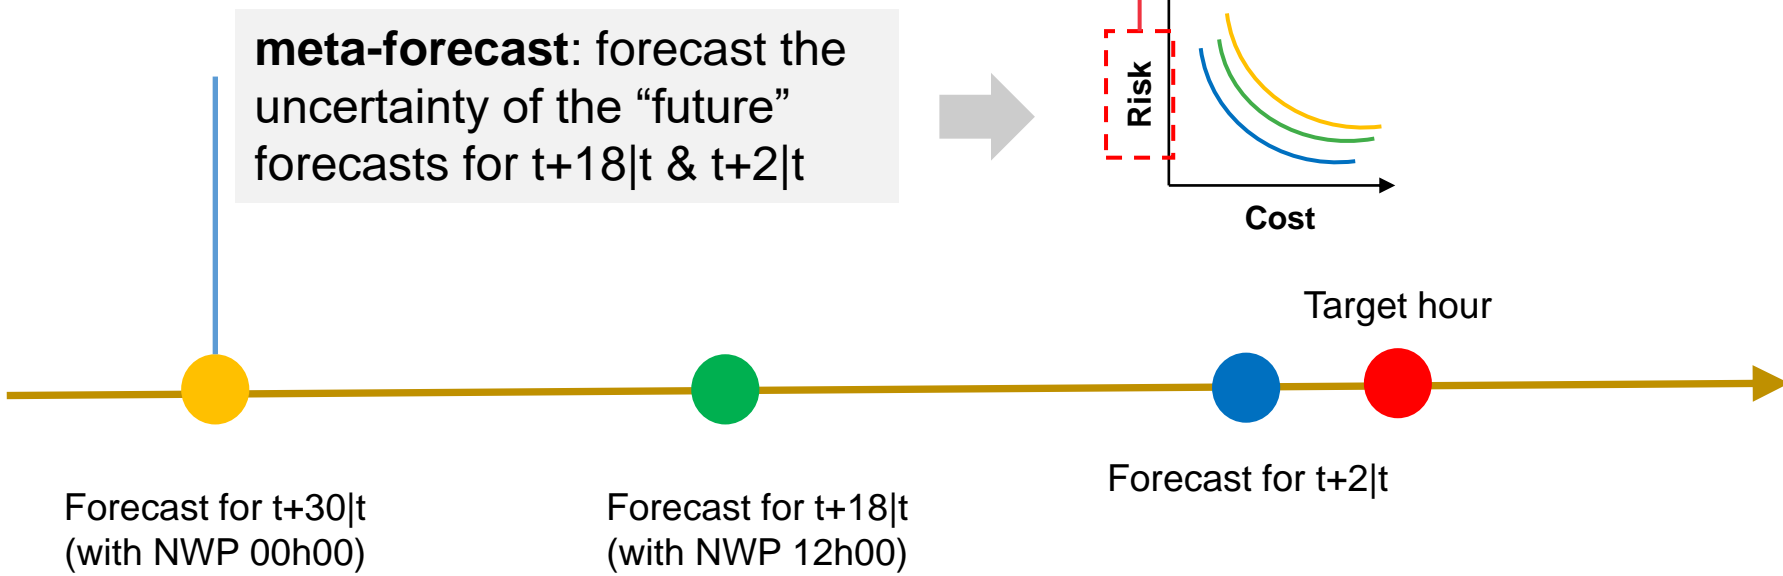 meta-forecast: forecast the
uncertainty of the “future”
forecasts for t+18|t & t+2|t
Risk
Cost
Target hour
Forecast for t+30|t
(with NWP 00h00)
Forecast for t+18|t
(with NWP 12h00)
Forecast for t+2|t